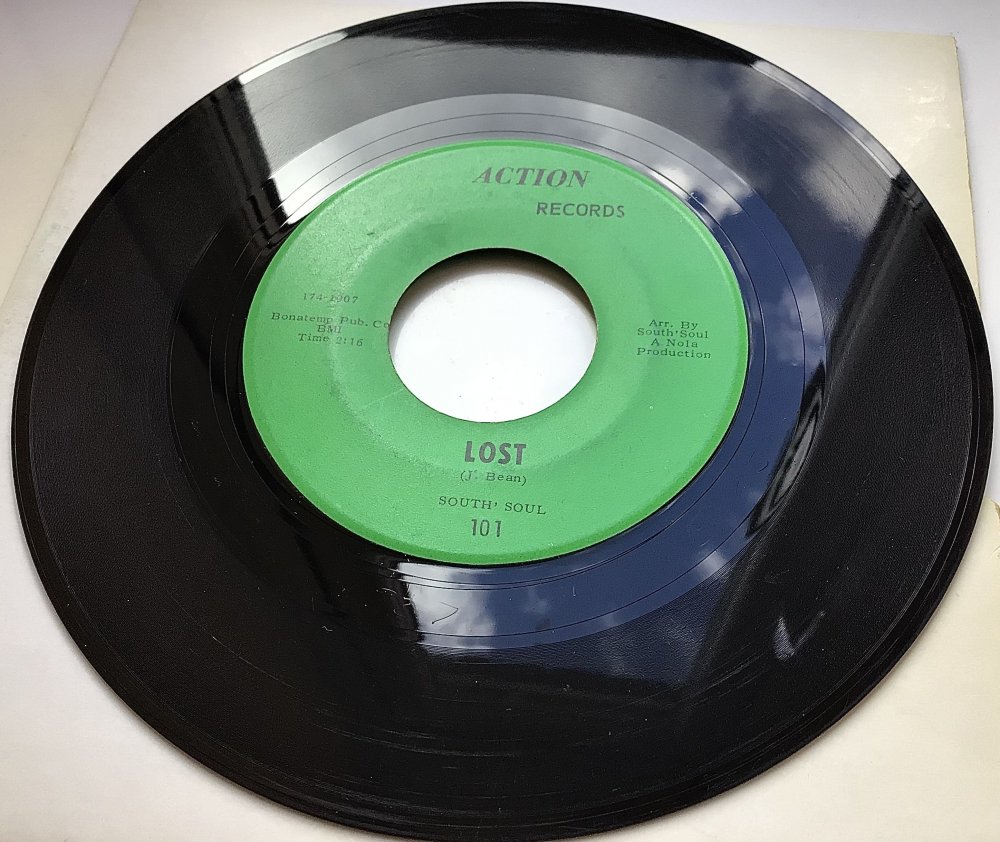 ACTION
RECORDS
174-1907
Bonatemp Pub. Co
BMI
Time 2:16
Arr. By
South'Soul
A Nola
Production
LOST
(J. Bean)
SOUTH' SOUL
101